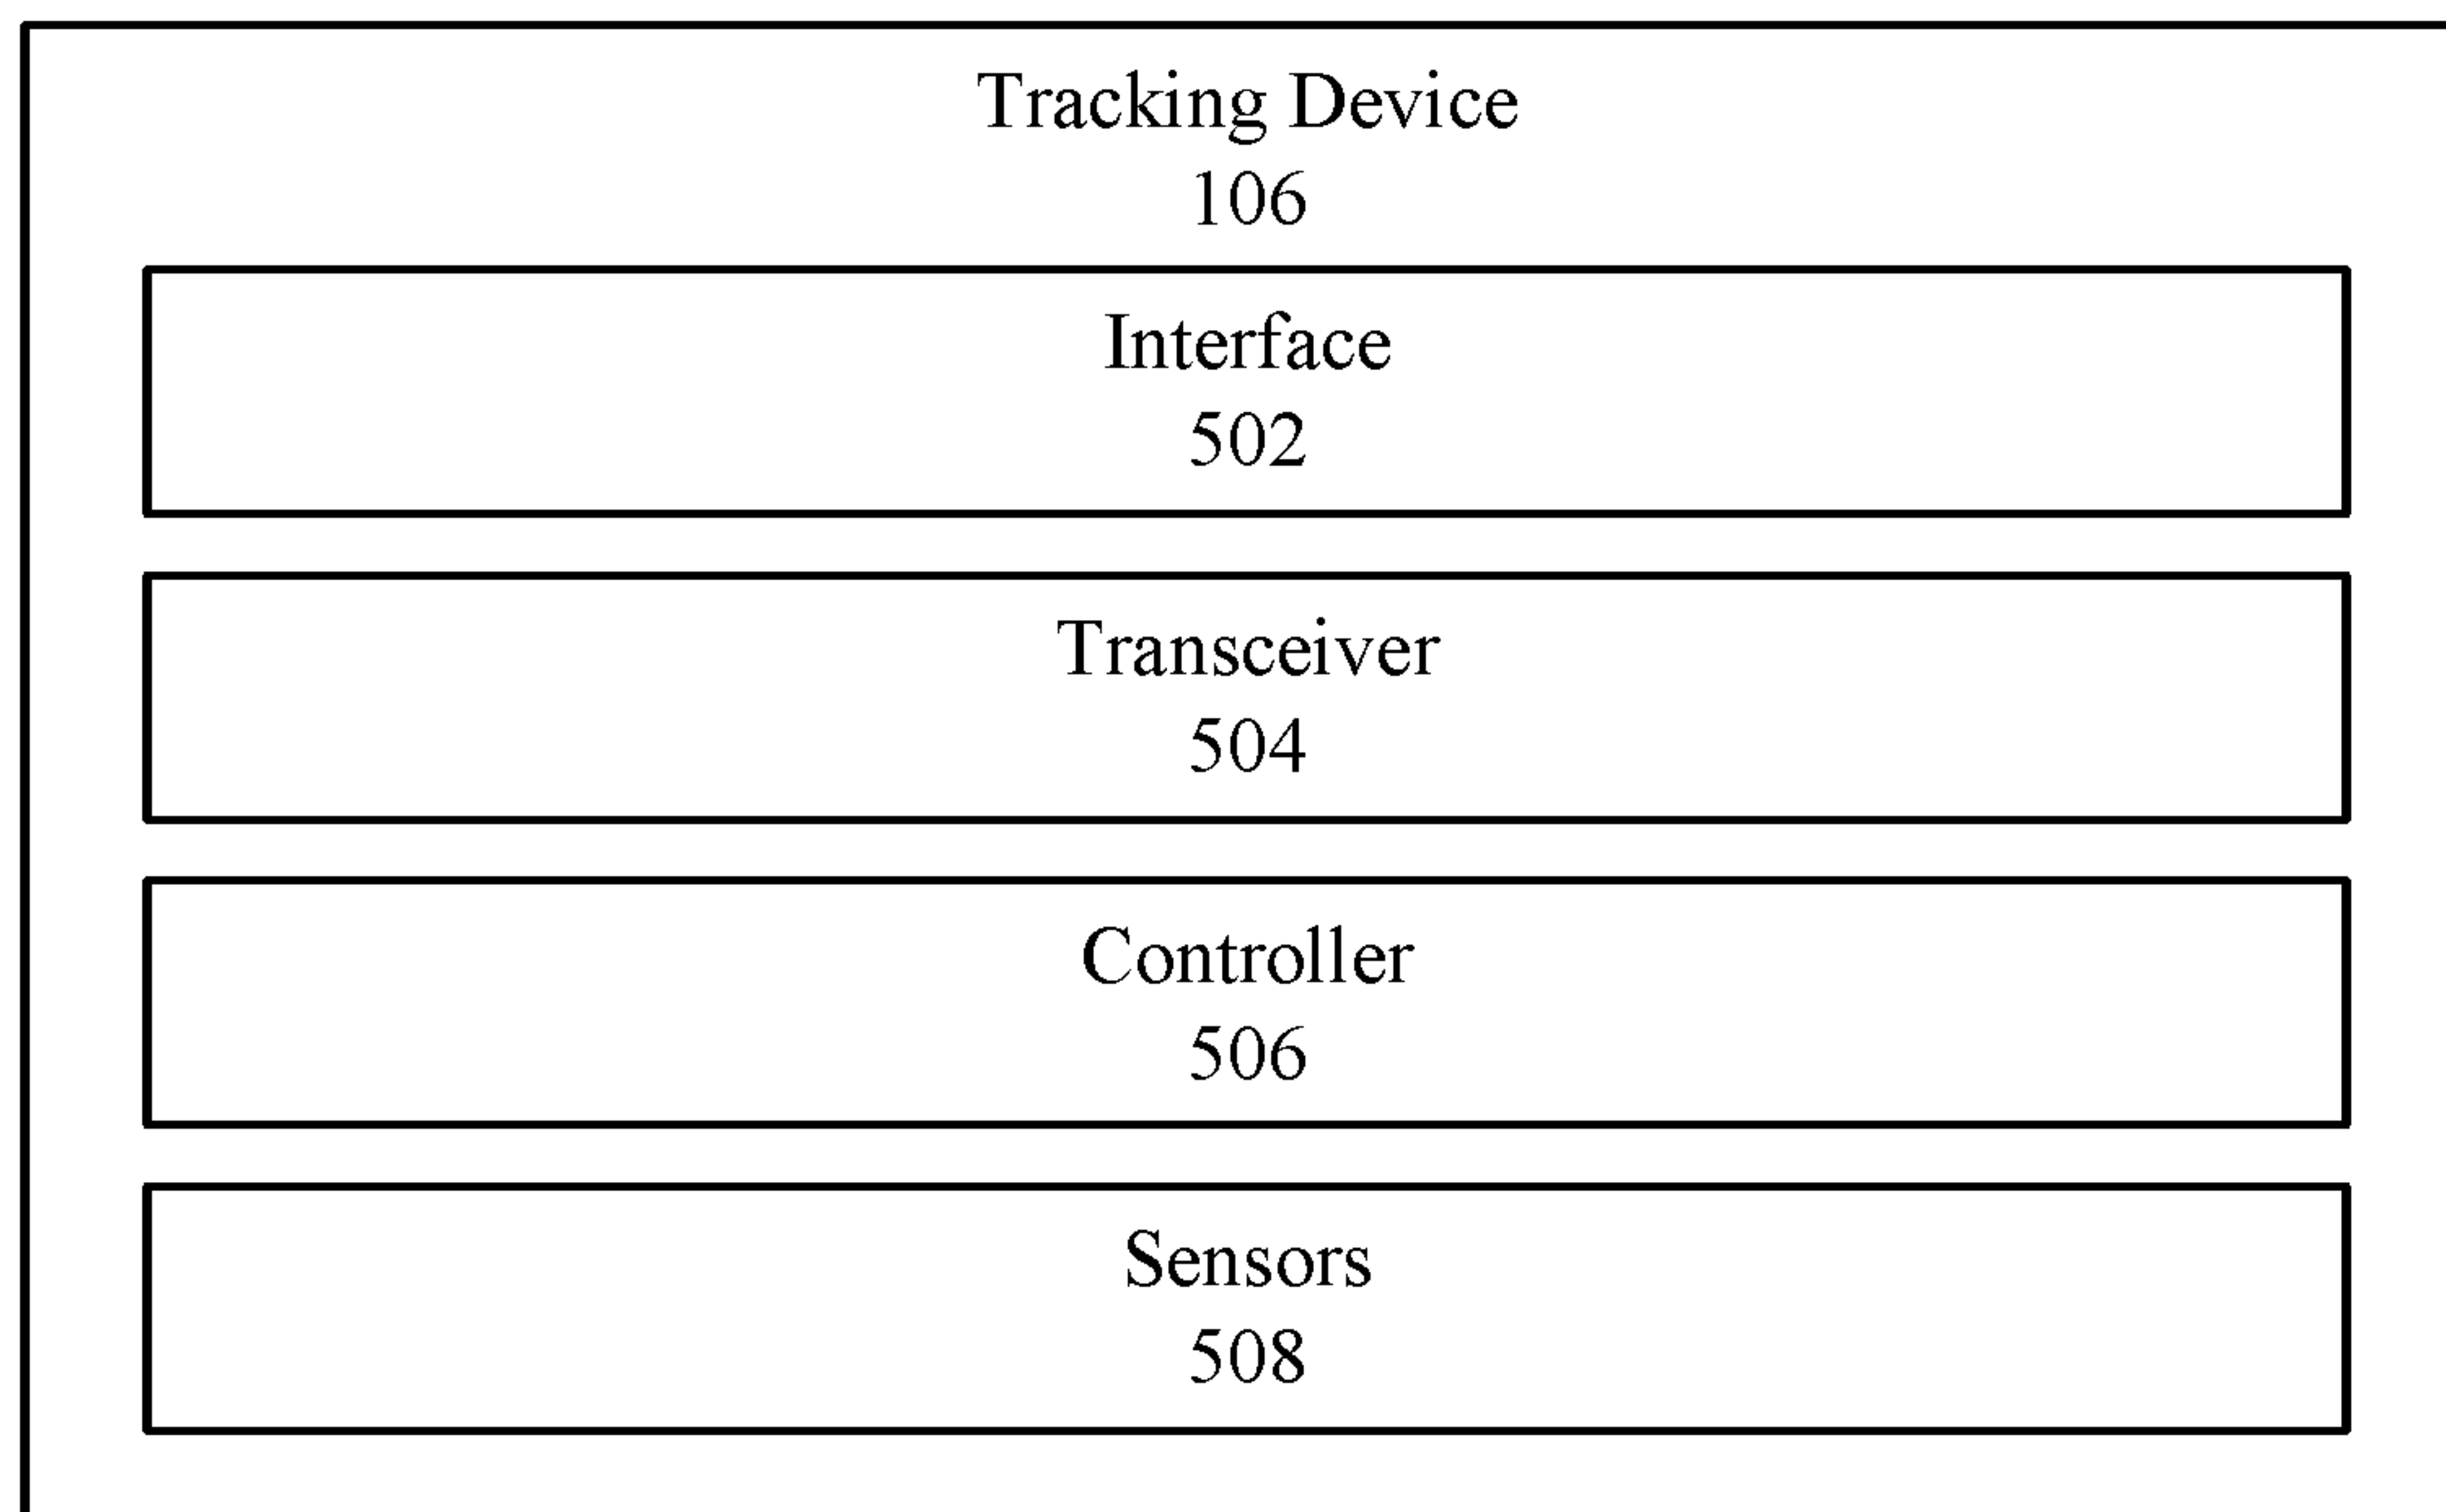 Tracking Device
106
Interface
502
Transceiver
504
Controller
506
Sensors
508